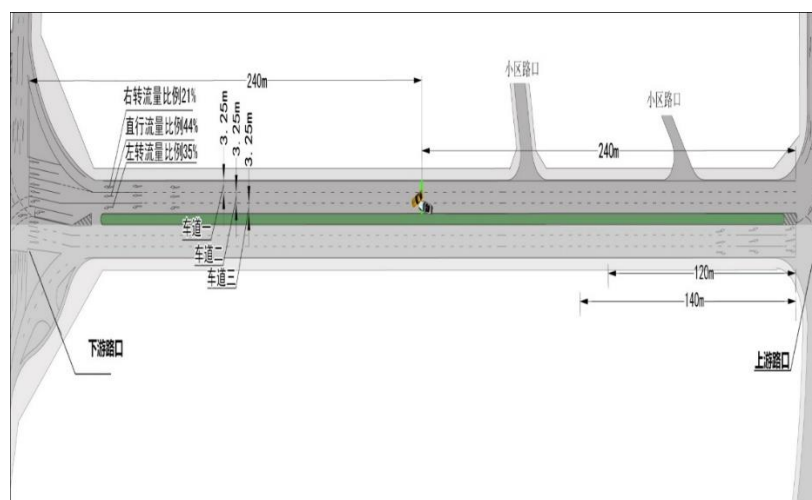 小区路口
小区路口
240m
右转流量比例21%
直行流量比例44%
左转流量比例35%
3.25m
3.25m
3.25m
240m
车道一
车道二
车道三
120m
140m
下游路口
上游路口